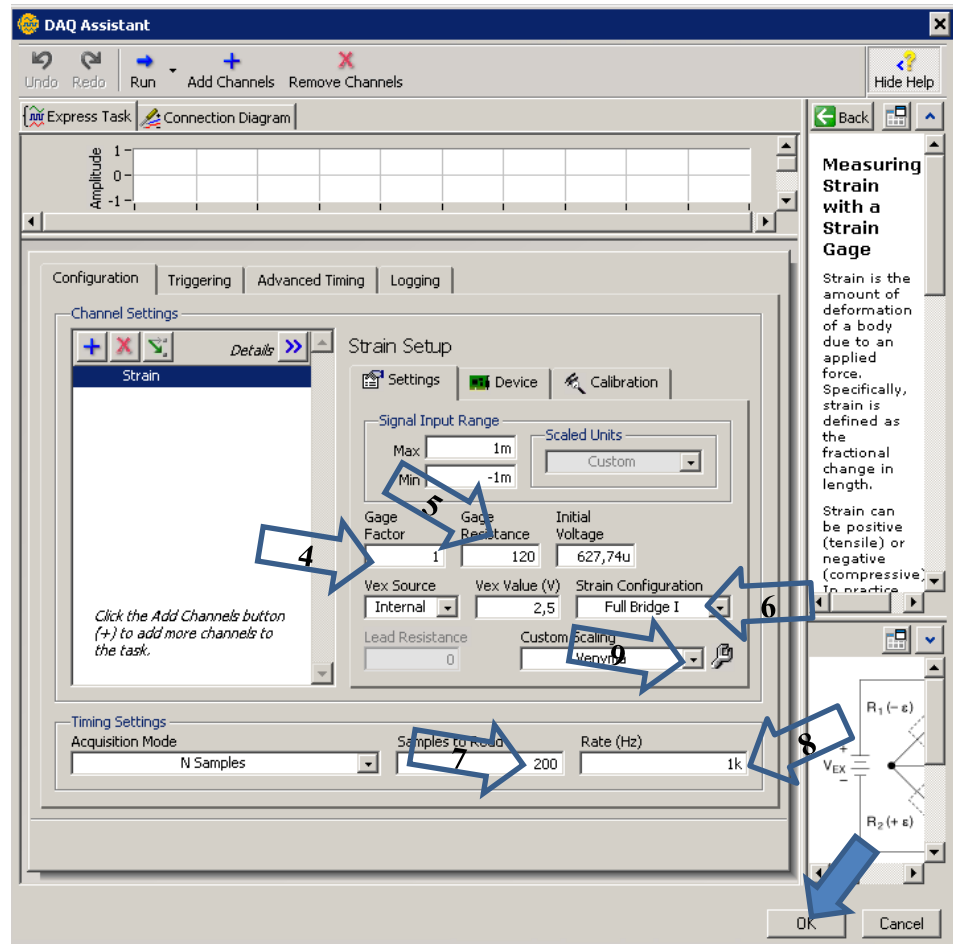 DAQ Assistant
Undo Redo Run Add Channels Remove Channels Hide Help
Express Task Connection Diagram
Back
Amplitude
1
0
-1
Measuring
Strain
with a
Strain
Gage
Strain is the
amount of
deformation
of a body
due to an
applied
force.
Specifically,
strain is
defined as
the
fractional
change in
length.
Strain can
be positive
(tensile) or
negative
(compressive)
In practice
Configuration Triggering Advanced Timing Logging
Channel Settings
Details
Strain
Click the Add Channels button
(+) to add more channels to
the task.
Strain Setup
Settings Device Calibration
Signal Input Range
Max 1m
Min -1m
Scaled Units
Custom
5
Gage
Factor
Gage
Resistance
Initial
Voltage
4
1 120 627,74u
Vex Source Vex Value (V) Strain Configuration
Internal 2,5 Full Bridge I
6
Lead Resistance Custom Scaling
0
9
Timing Settings
Acquisition Mode Samples to Read Rate (Hz)
N Samples 200 1k
7
8
R1 (- ε)
+
VEX
−
R2 (+ ε)
OK Cancel